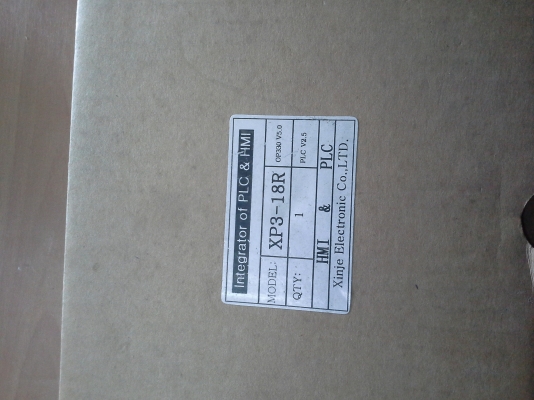 Integrator of PLC & HMI
MODEL: XP3-18R OP330 V5.0
QTY: 1 PLC V2.5
HMI & PLC
Xinje Electronic Co.,LTD.